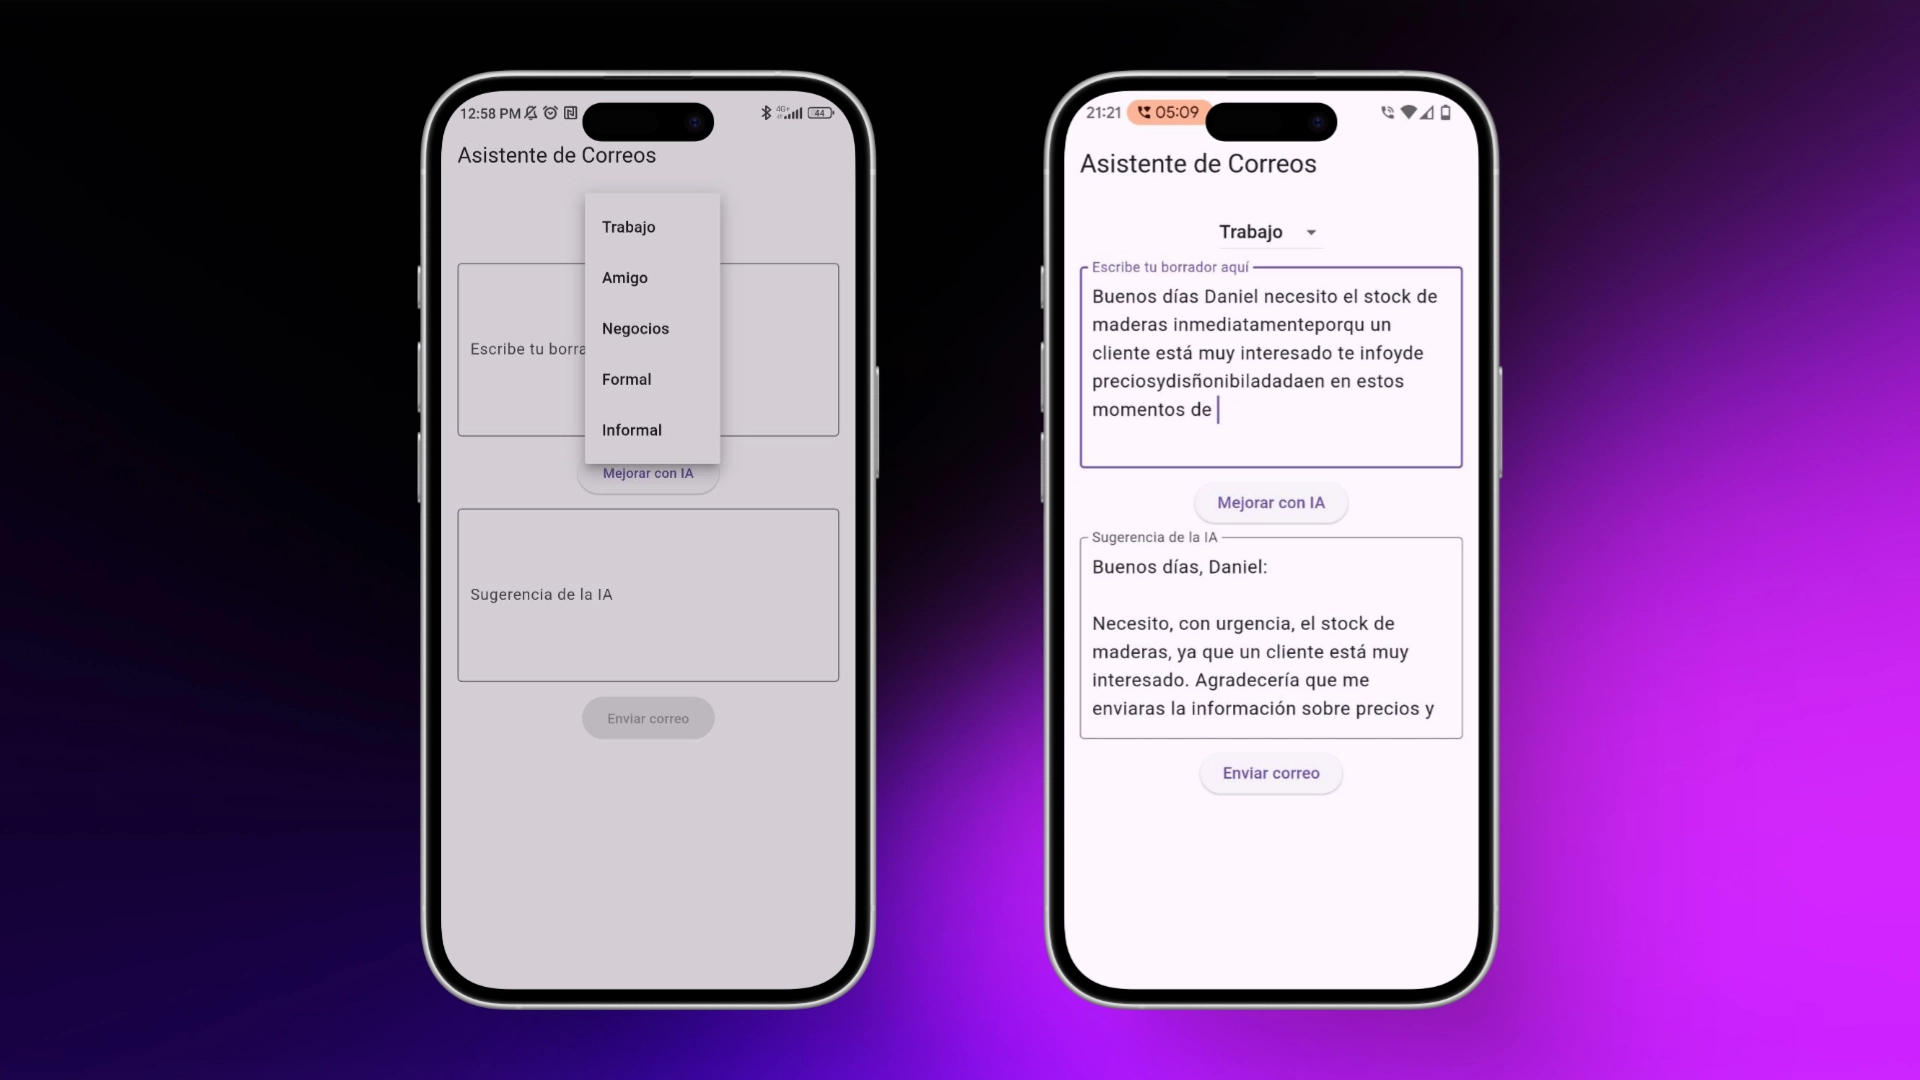 12:58 PM
4G+
44
Asistente de Correos
Trabajo
Amigo
Negocios
Formal
Informal
Escribe tu borra
Mejorar con IA
Sugerencia de la IA
Enviar correo
21:21
05:09
Asistente de Correos
Trabajo
Escribe tu borrador aquí
Buenos días Daniel necesito el stock de
maderas inmediatamenteporqu un
cliente está muy interesado te infoyde
preciosydisñonibiladadaen en estos
momentos de
Mejorar con IA
Sugerencia de la IA
Buenos días, Daniel:
Necesito, con urgencia, el stock de
maderas, ya que un cliente está muy
interesado. Agradecería que me
enviaras la información sobre precios y
Enviar correo